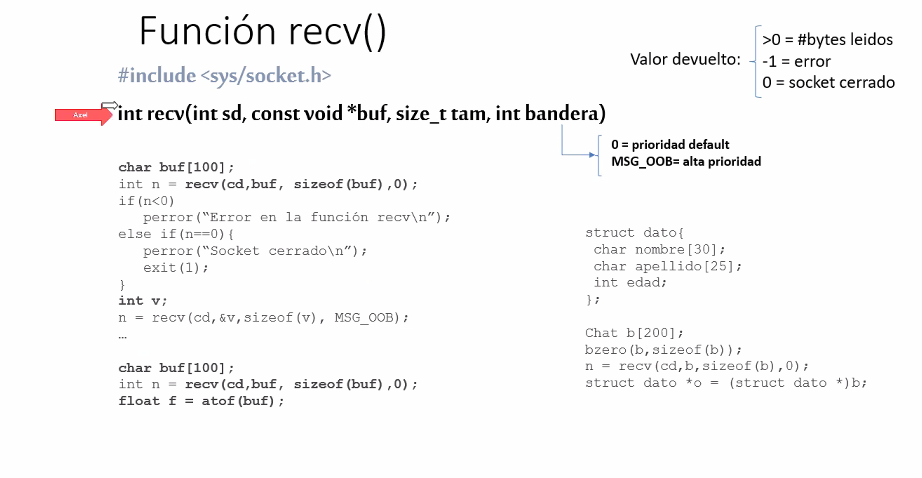 Función recv()
#include <sys/socket.h>
Valor devuelto:
>0 = #bytes leidos
-1 = error
0 = socket cerrado
Axel
int recv(int sd, const void *buf, size_t tam, int bandera)
0 = prioridad default
MSG_OOB= alta prioridad
char buf[100];
int n = recv(cd,buf, sizeof(buf),0);
if(n<0)
perror(“Error en la función recv\n”);
else if(n==0){
perror(“Socket cerrado\n”);
exit(1);
}
int v;
n = recv(cd,&v,sizeof(v), MSG_OOB);
…
char buf[100];
int n = recv(cd,buf, sizeof(buf),0);
float f = atof(buf);
struct dato{
char nombre[30];
char apellido[25];
int edad;
};
Chat b[200];
bzero(b,sizeof(b));
n = recv(cd,b,sizeof(b),0);
struct dato *o = (struct dato *)b;